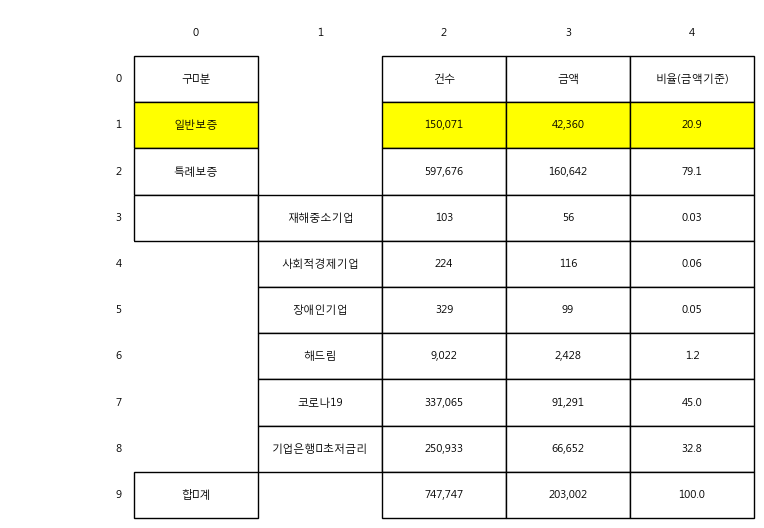 0 1 2 3 4
0 구▯분 건수 금액 비율(금액기준)
1 일반보증 150,071 42,360 20.9
2 특례보증 597,676 160,642 79.1
3 재해중소기업 103 56 0.03
4 사회적경제기업 224 116 0.06
5 장애인기업 329 99 0.05
6 해드림 9,022 2,428 1.2
7 코로나19 337,065 91,291 45.0
8 기업은행▯초저금리 250,933 66,652 32.8
9 합▯계 747,747 203,002 100.0